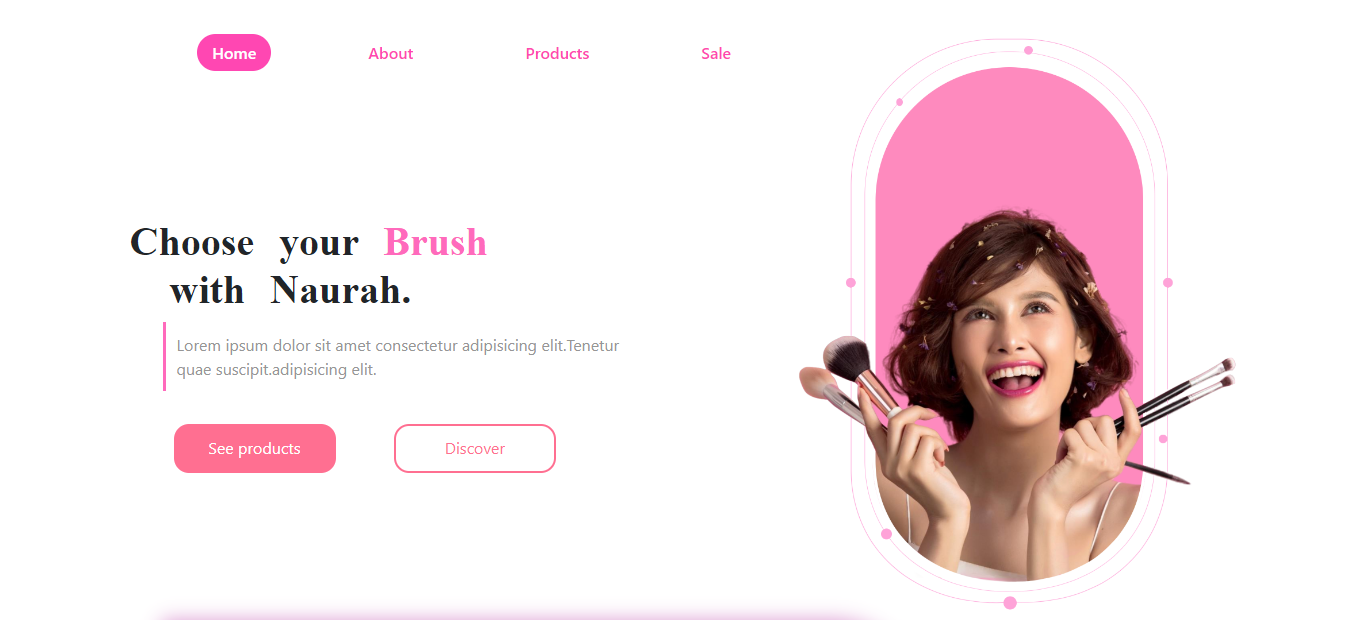 Home
About
Products
Sale
Choose your Brush
with Naurah.
Lorem ipsum dolor sit amet consectetur adipisicing elit.Tenetur
quae suscipit.adipisicing elit.
See products
Discover